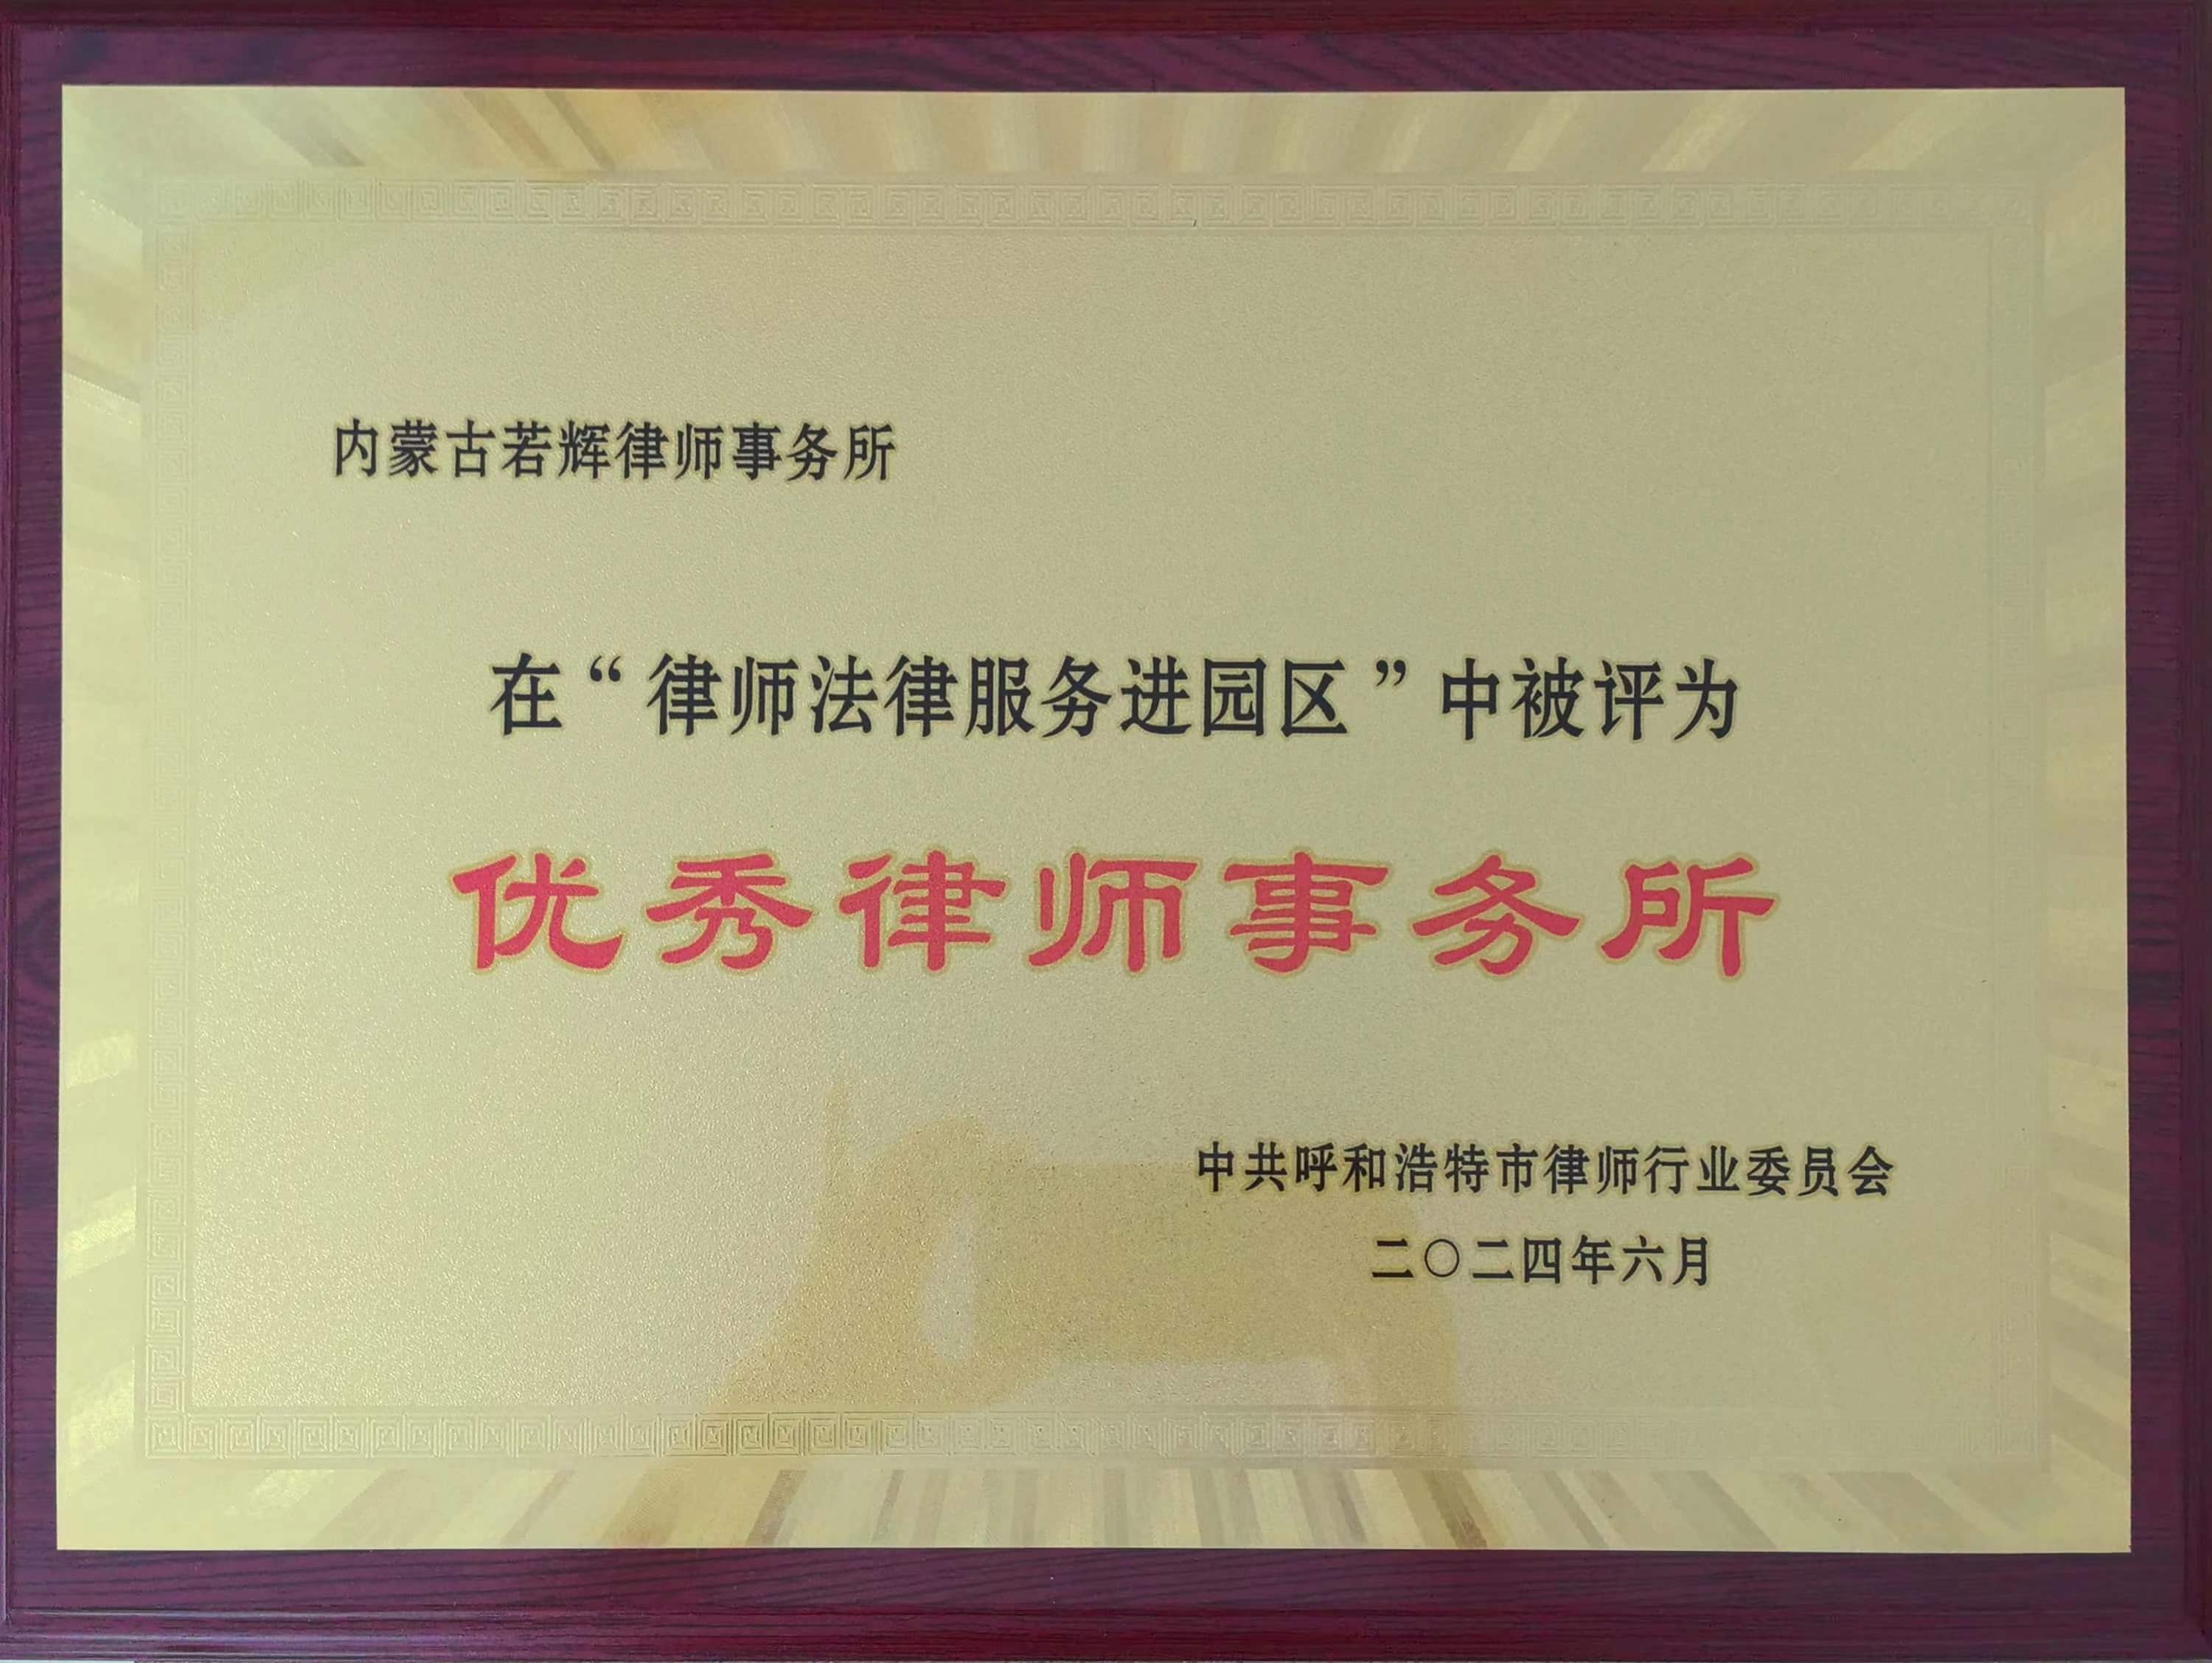 内蒙古若辉律师事务所
在“律师法律服务进园区”中被评为
优秀律师事务所
中共呼和浩特市律师行业委员会
二〇二四年六月